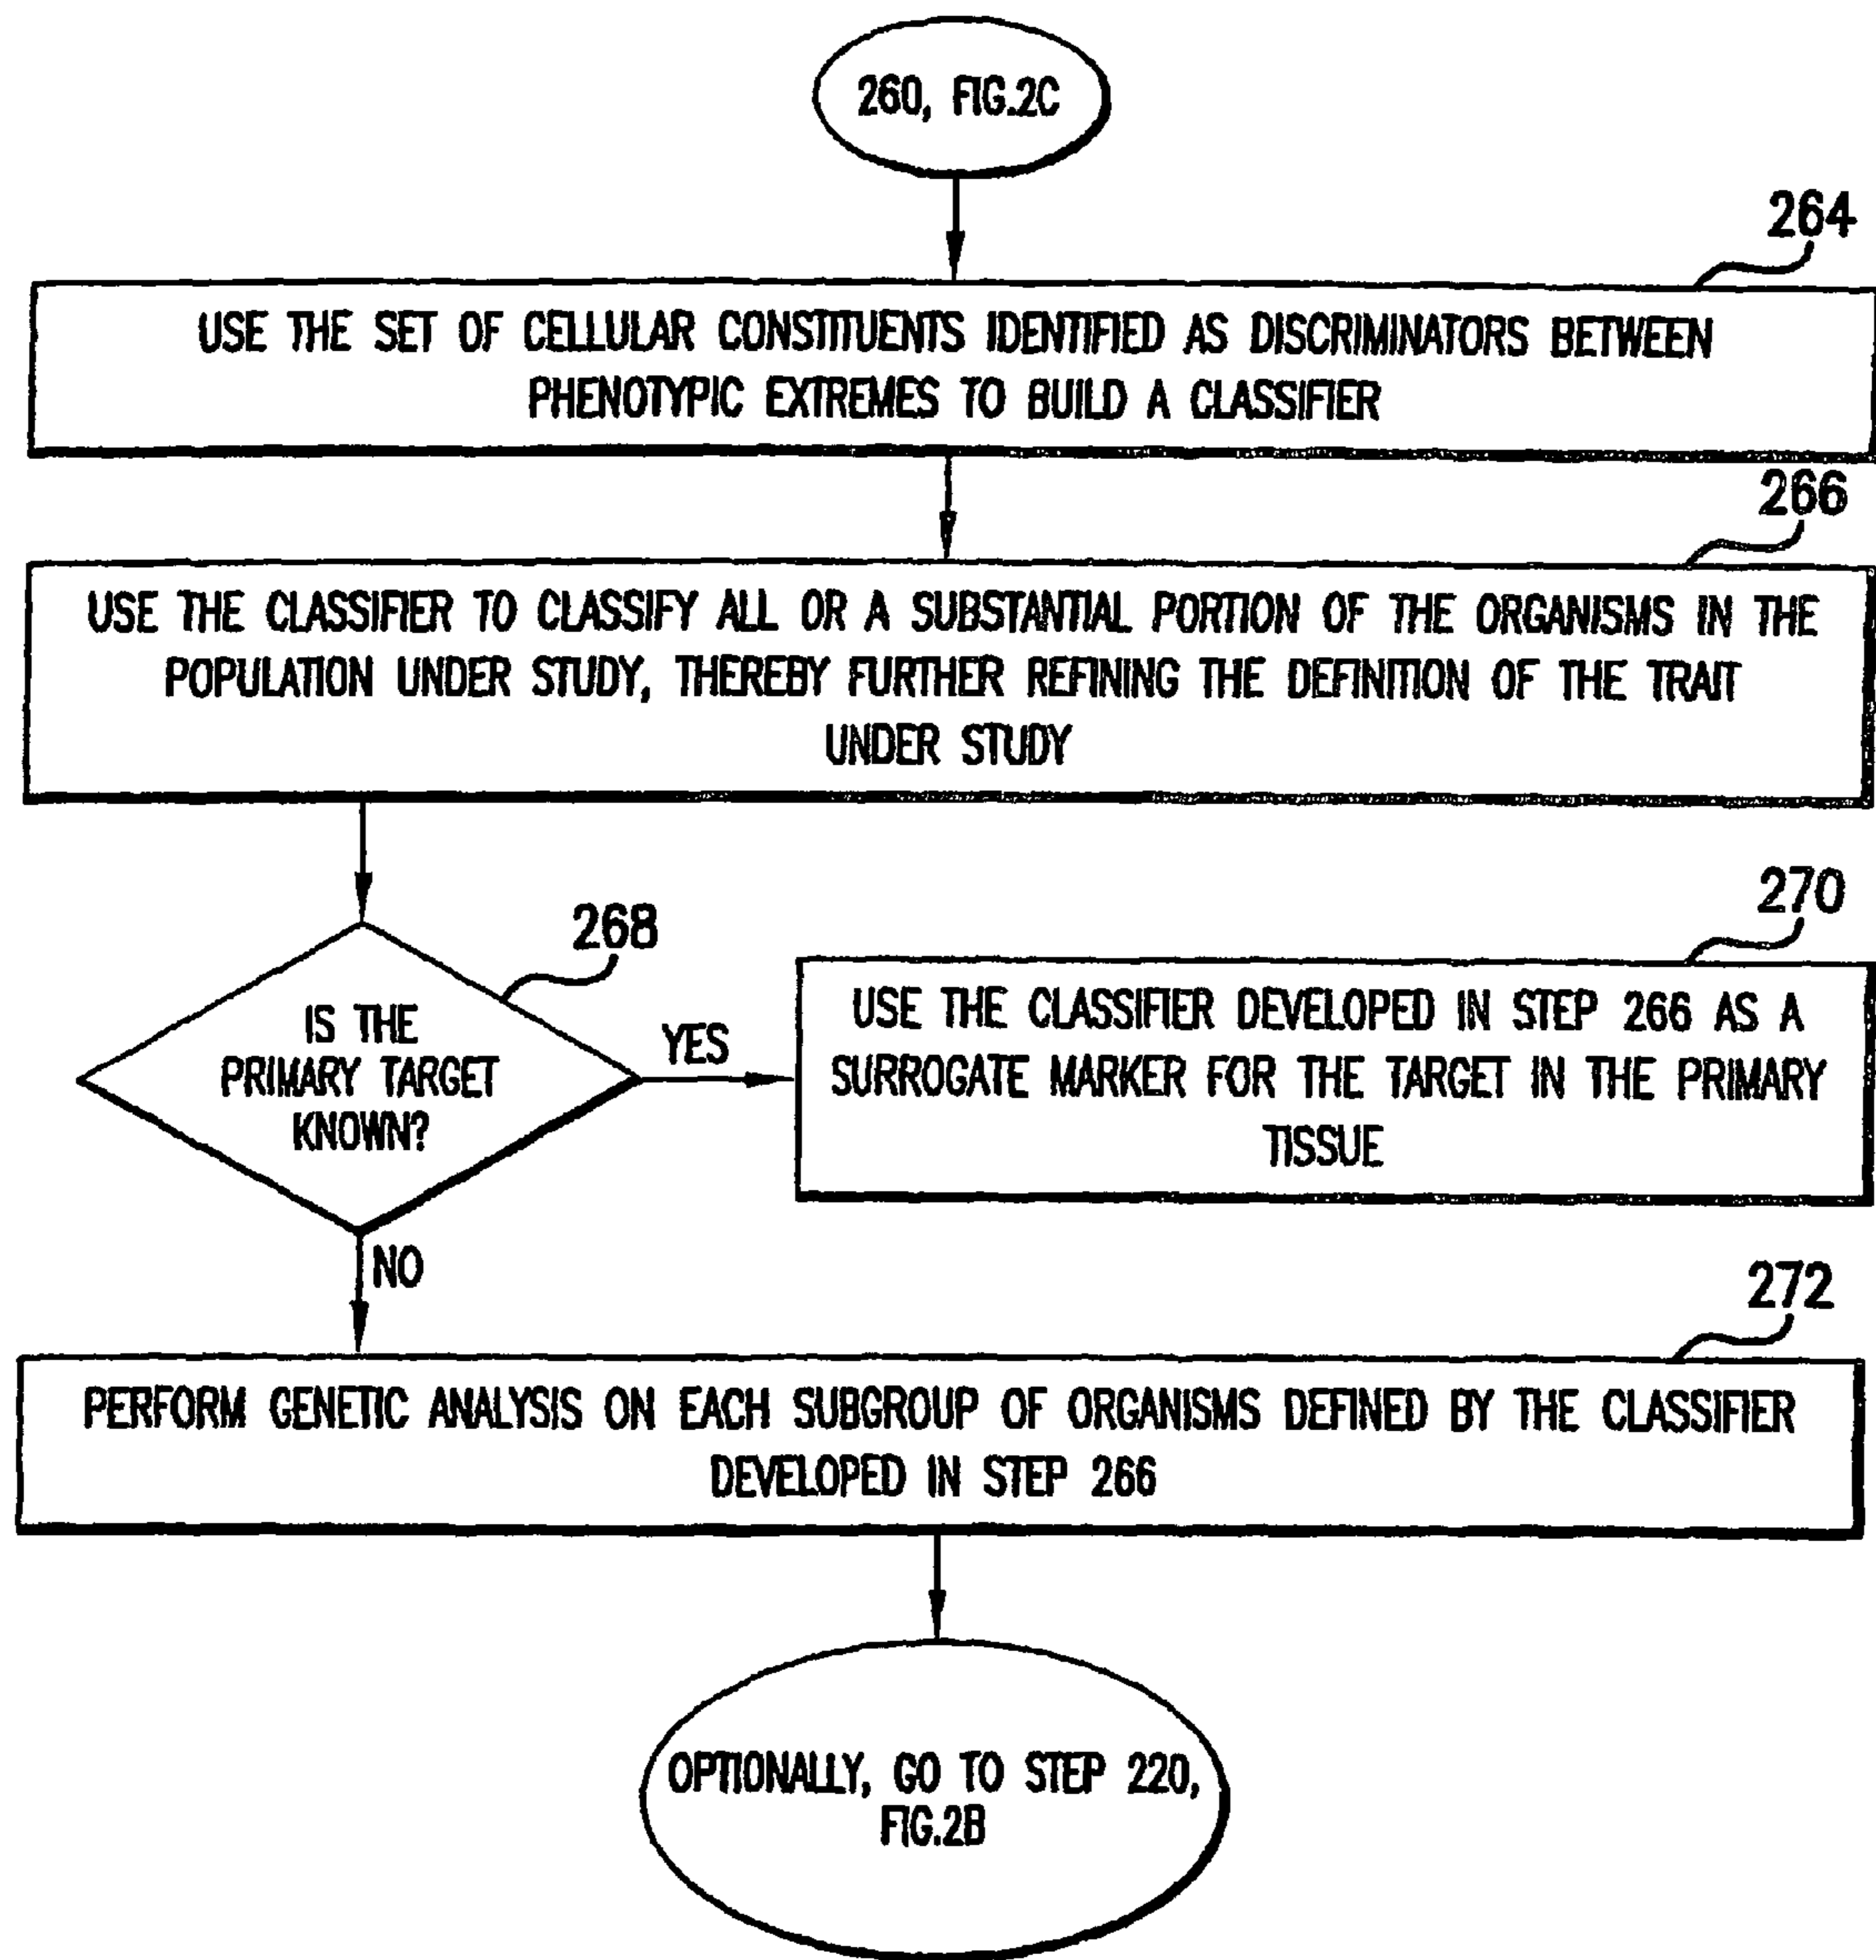 260, FIG.2C
264
USE THE SET OF CELLULAR CONSTITUENTS IDENTIFIED AS DISCRIMINATORS BETWEEN
PHENOTYPIC EXTREMES TO BUILD A CLASSIFIER
266
USE THE CLASSIFIER TO CLASSIFY ALL OR A SUBSTANTIAL PORTION OF THE ORGANISMS IN THE
POPULATION UNDER STUDY, THEREBY FURTHER REFINING THE DEFINITION OF THE TRAIT
UNDER STUDY
268
IS THE
PRIMARY TARGET
KNOWN?
YES
270
USE THE CLASSIFIER DEVELOPED IN STEP 266 AS A
SURROGATE MARKER FOR THE TARGET IN THE PRIMARY
TISSUE
NO
272
PERFORM GENETIC ANALYSIS ON EACH SUBGROUP OF ORGANISMS DEFINED BY THE CLASSIFIER
DEVELOPED IN STEP 266
OPTIONALLY, GO TO STEP 220,
FIG.2B